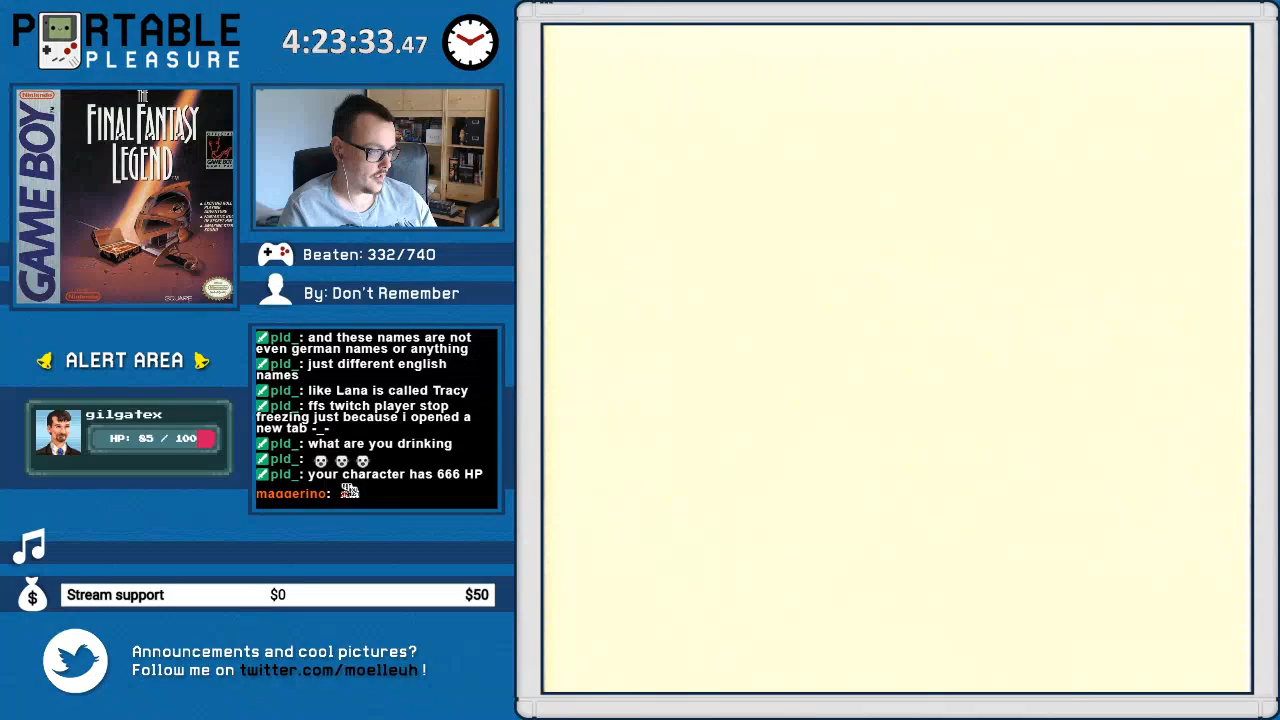 PORTABLE
PLEASURE
4:23:33.47
Nintendo
GAME BOY
THE
FINAL FANTASY
LEGEND
Nintendo
SQUARE
Beaten: 332/740
By: Don't Remember
ALERT AREA
gilgatex
HP: 85 / 100
pld_: and these names are not
even german names or anything
pld_: just different english
names
pld_: like Lana is called Tracy
pld_: ffs twitch player stop
freezing just because i opened a
new tab -_-
pld_: what are you drinking
pld_:
pld_: your character has 666 HP
maggerino:
Stream support $0 $50
Announcements and cool pictures?
Follow me on twitter.com/moelleuh !